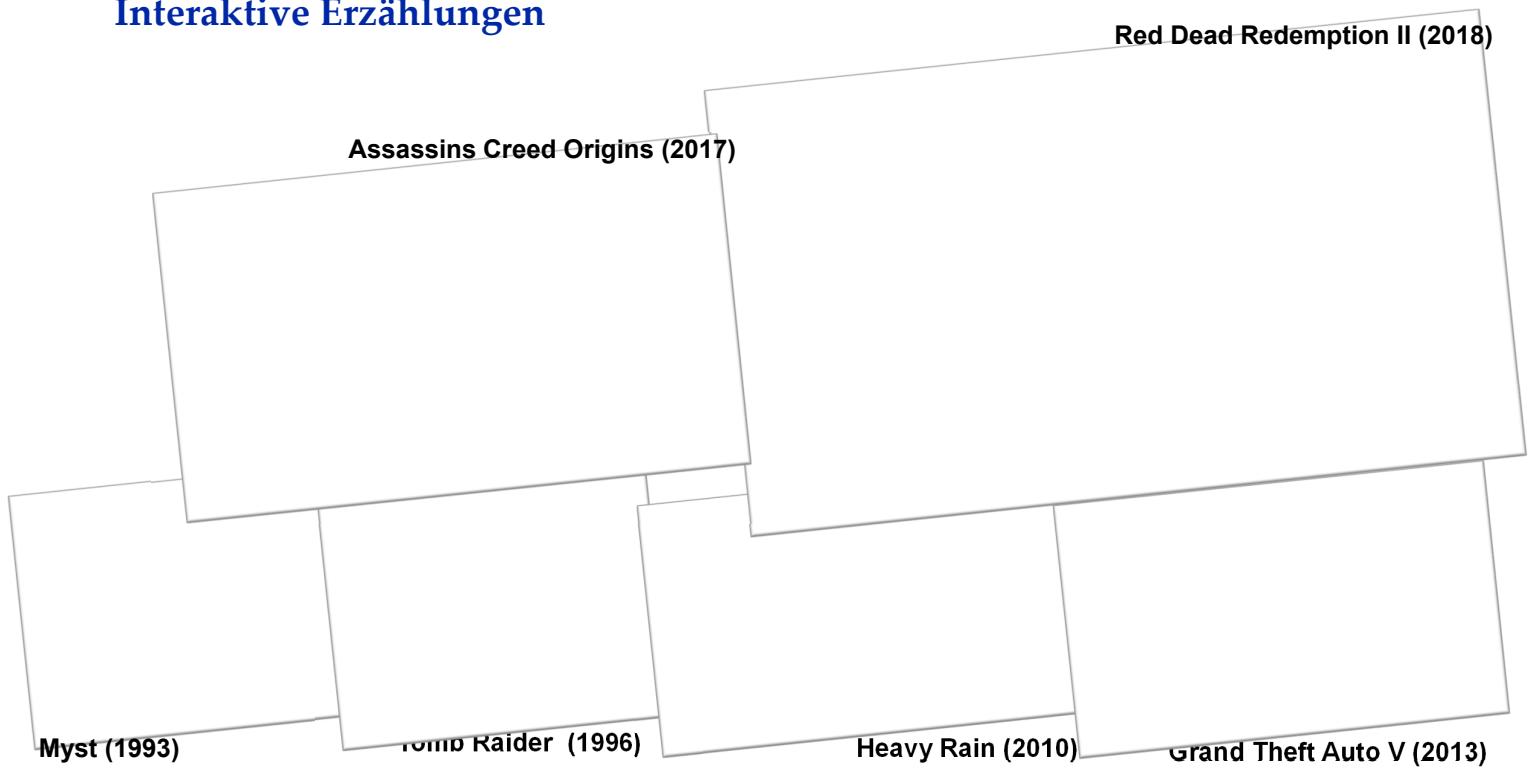 Interaktive Erzählungen
Red Dead Redemption II (2018)
Assassins Creed Origins (2017)
Myst (1993)
Tomb Raider (1996)
Heavy Rain (2010)
Grand Theft Auto V (2013)